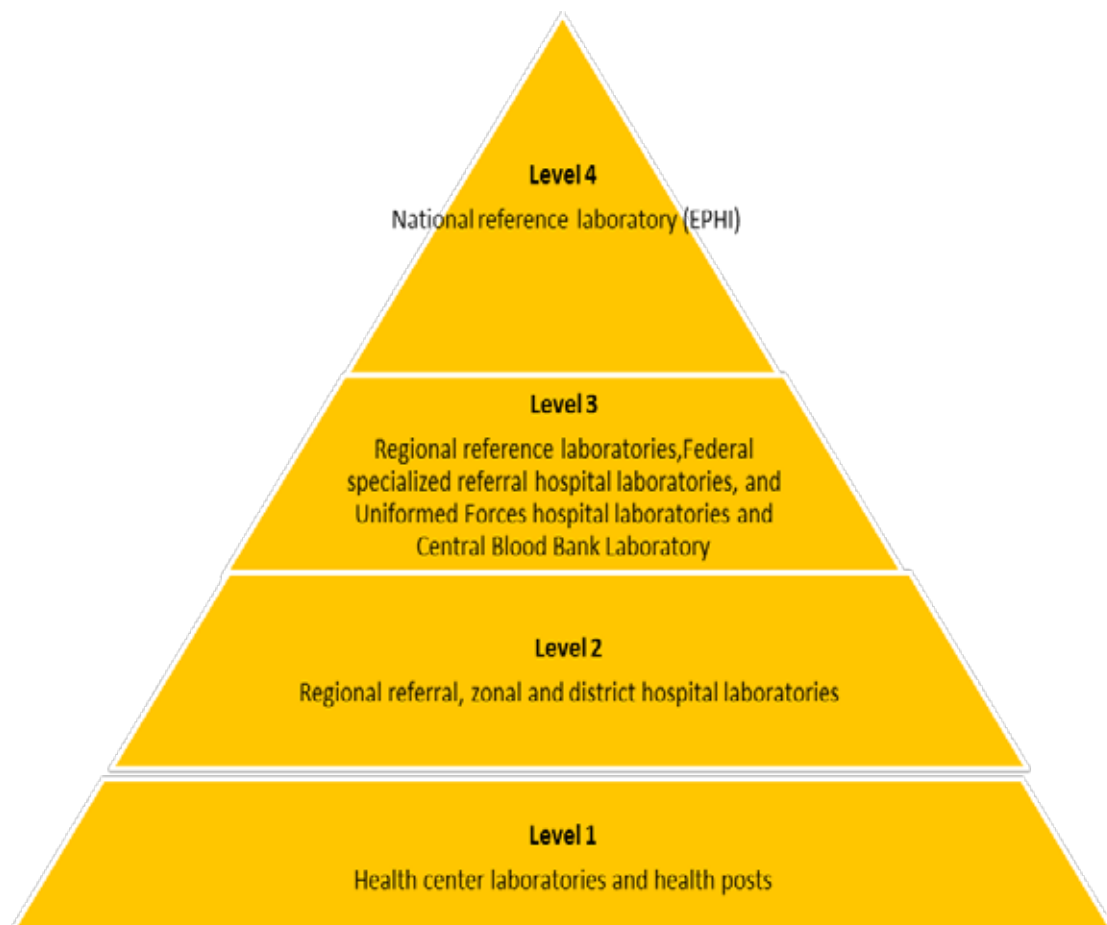 Level 4
National reference laboratory (EPHI)
Level 3
Regional reference laboratories,Federal
specialized referral hospital laboratories, and
Uniformed Forces hospital laboratories and
Central Blood Bank Laboratory
Level 2
Regional referral, zonal and district hospital laboratories
Level 1
Health center laboratories and health posts